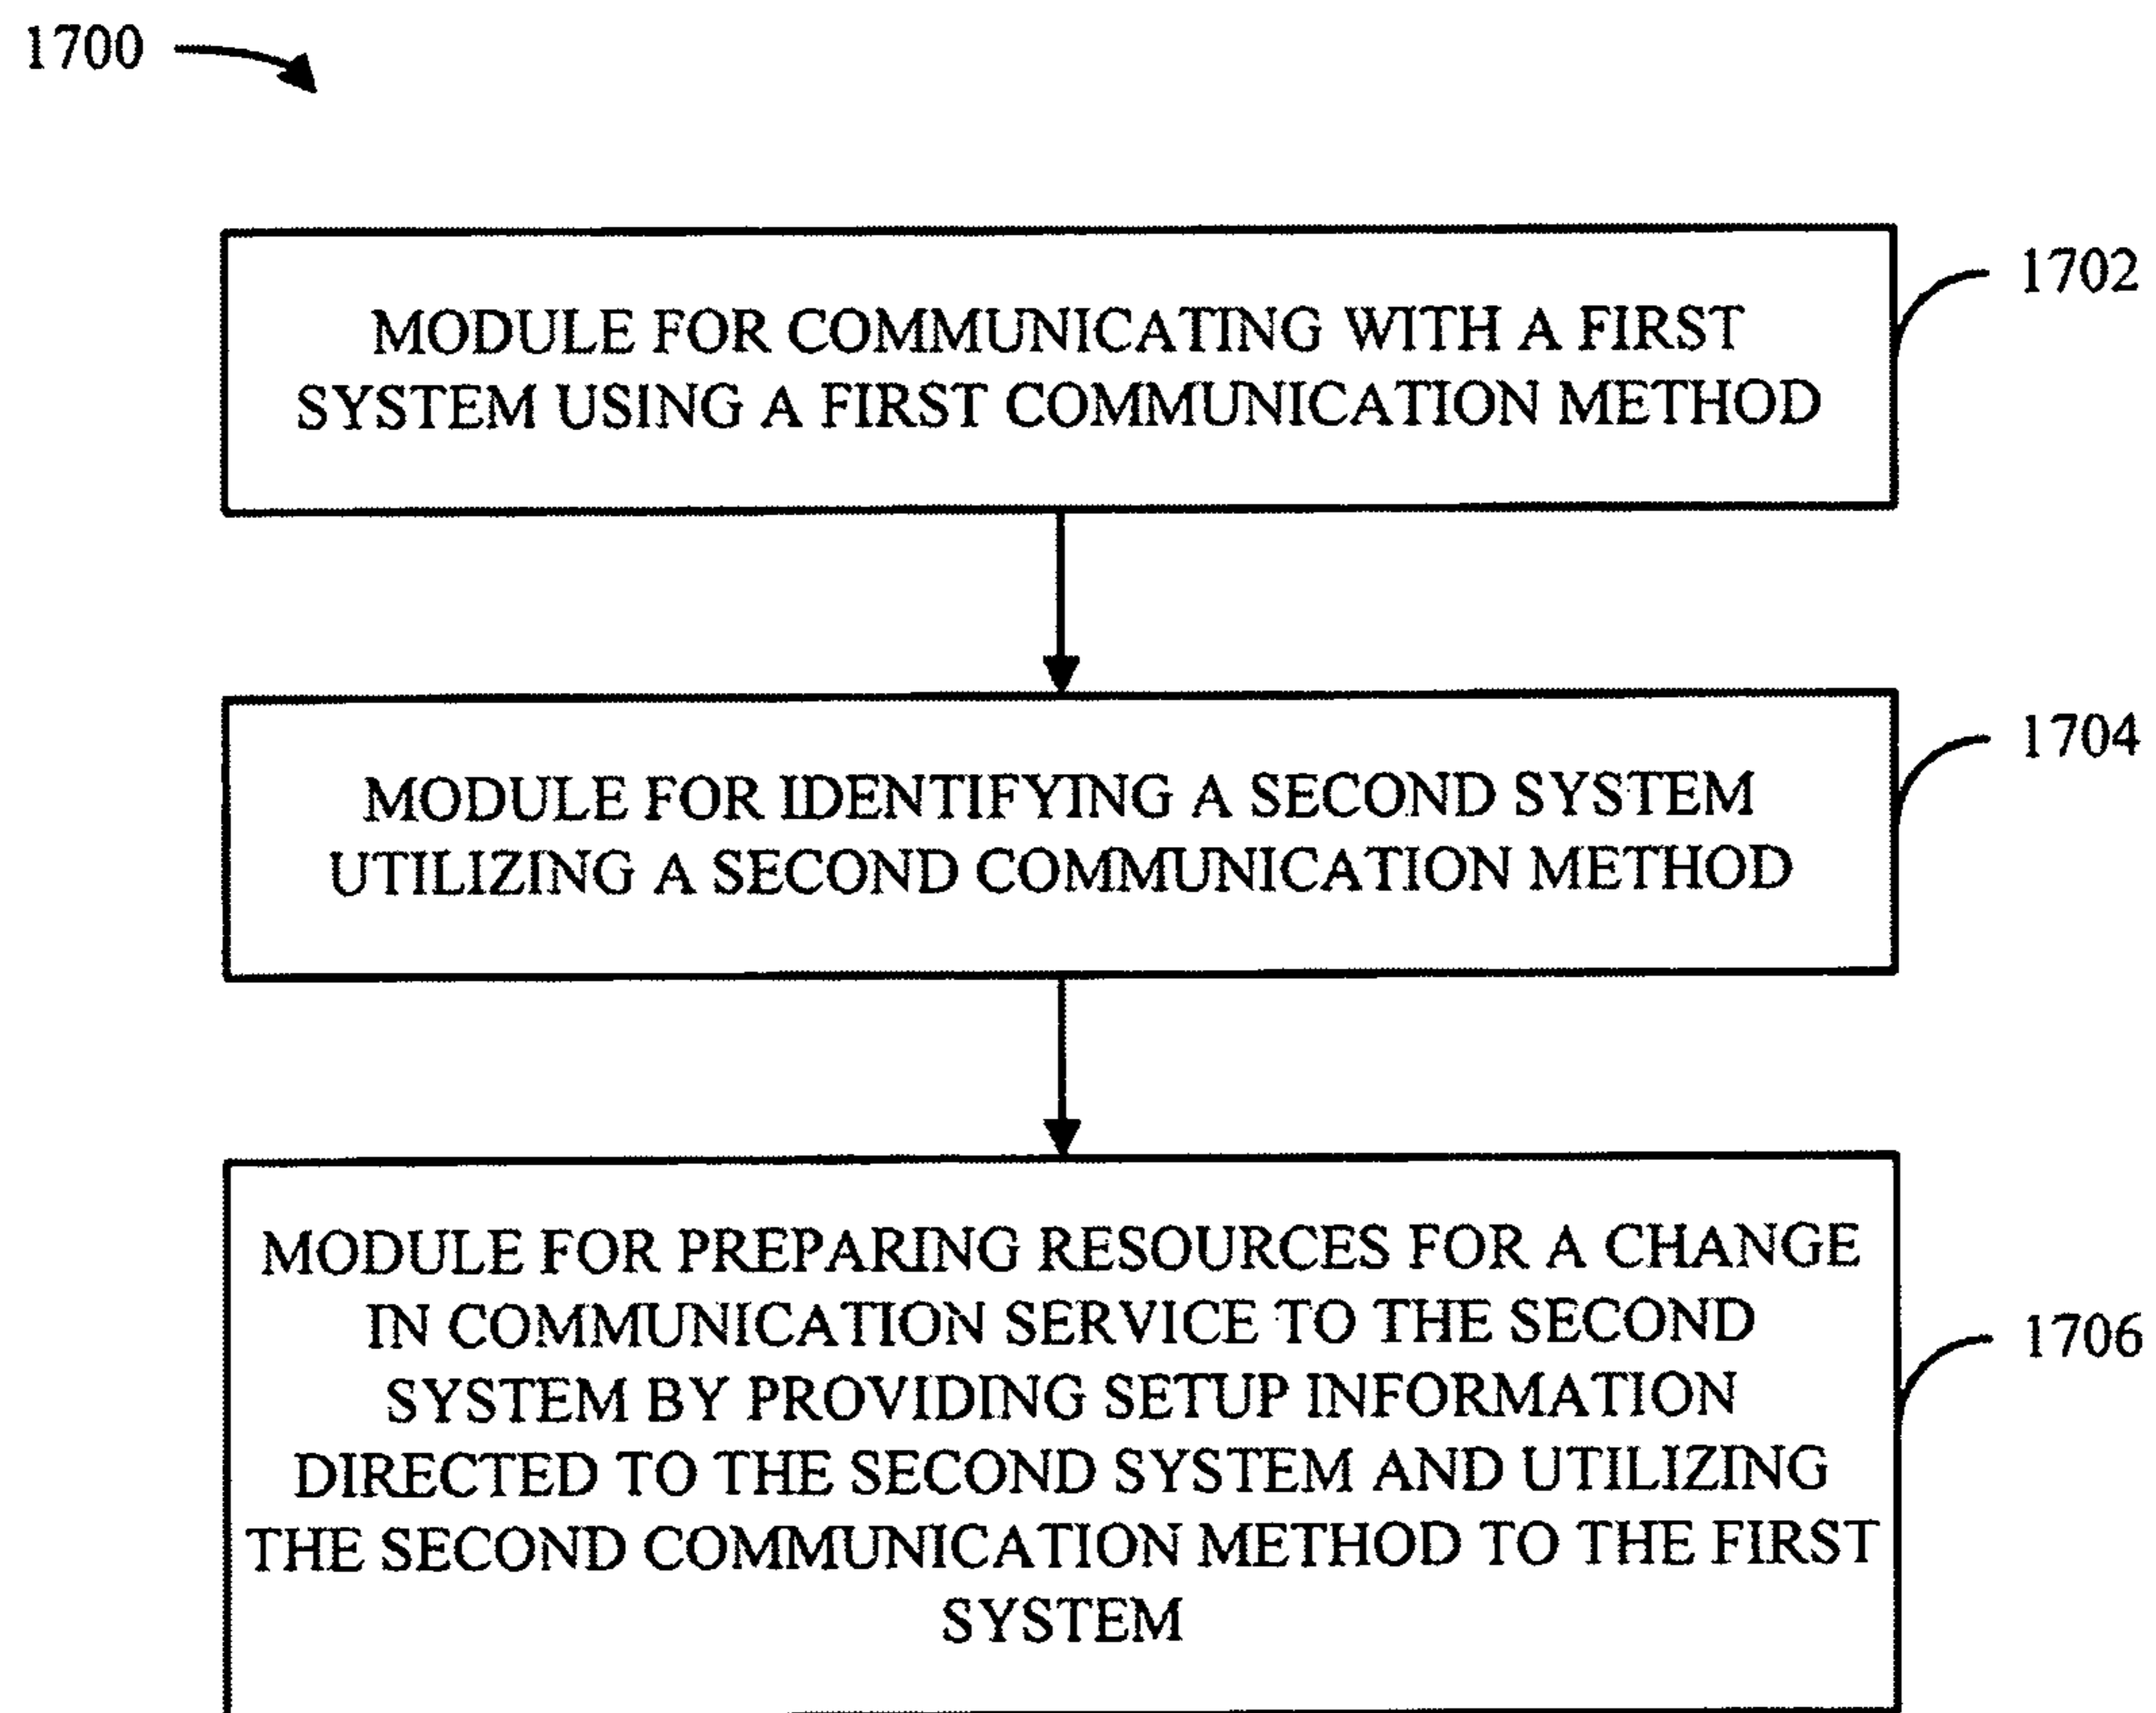 1700
MODULE FOR COMMUNICATING WITH A FIRST
SYSTEM USING A FIRST COMMUNICATION METHOD
1702
MODULE FOR IDENTIFYING A SECOND SYSTEM
UTILIZING A SECOND COMMUNICATION METHOD
1704
MODULE FOR PREPARING RESOURCES FOR A CHANGE
IN COMMUNICATION SERVICE TO THE SECOND
SYSTEM BY PROVIDING SETUP INFORMATION
DIRECTED TO THE SECOND SYSTEM AND UTILIZING
THE SECOND COMMUNICATION METHOD TO THE FIRST
SYSTEM
1706